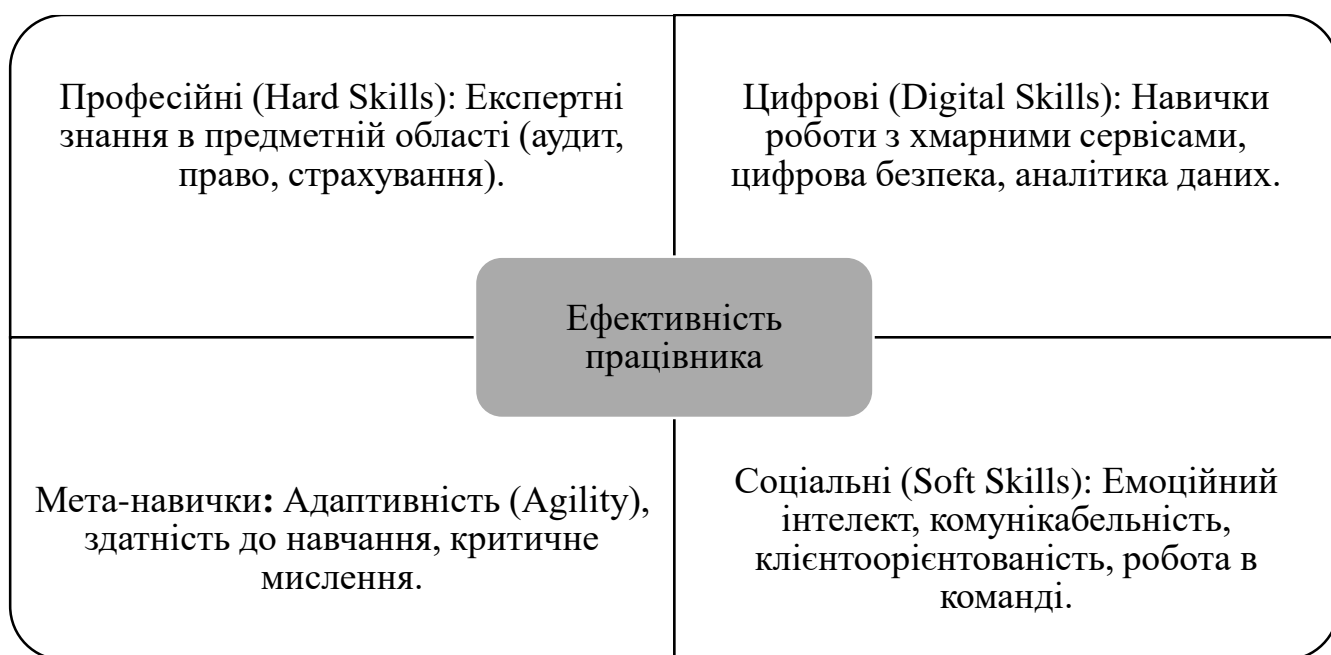 Професійні (Hard Skills): Експертні
знання в предметній області (аудит,
право, страхування).
Цифрові (Digital Skills): Навички
роботи з хмарними сервісами,
цифрова безпека, аналітика даних.
Ефективність
працівника
Мета-навички: Адаптивність (Agility),
здатність до навчання, критичне
мислення.
Соціальні (Soft Skills): Емоційний
інтелект, комунікабельність,
клієнтоорієнтованість, робота в
команді.